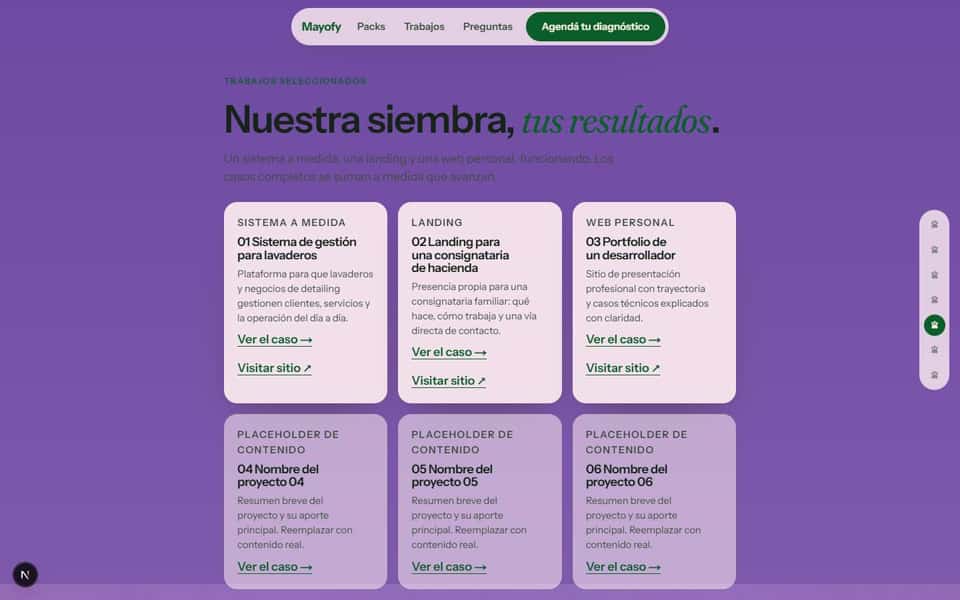 Mayofy Packs Trabajos Preguntas Agendá tu diagnóstico
TRABAJOS SELECCIONADOS
Nuestra siembra, tus resultados.
Un sistema a medida, una landing y una web personal, funcionando. Los
casos completos se suman a medida que avanzan.
SISTEMA A MEDIDA
01 Sistema de gestión
para lavaderos
Plataforma para que lavaderos
y negocios de detailing
gestionen clientes, servicios y
la operación del día a día.
Ver el caso →
Visitar sitio ↗
LANDING
02 Landing para
una consignataria
de hacienda
Presencia propia para una
consignataria familiar: qué
hace, cómo trabaja y una vía
directa de contacto.
Ver el caso →
Visitar sitio ↗
WEB PERSONAL
03 Portfolio de
un desarrollador
Sitio de presentación
profesional con trayectoria
y casos técnicos explicados
con claridad.
Ver el caso →
Visitar sitio ↗
PLACEHOLDER DE
CONTENIDO
04 Nombre del
proyecto 04
Resumen breve del
proyecto y su aporte
principal. Reemplazar con
contenido real.
Ver el caso →
PLACEHOLDER DE
CONTENIDO
05 Nombre del
proyecto 05
Resumen breve del
proyecto y su aporte
principal. Reemplazar con
contenido real.
Ver el caso →
PLACEHOLDER DE
CONTENIDO
06 Nombre del
proyecto 06
Resumen breve del
proyecto y su aporte
principal. Reemplazar con
contenido real.
Ver el caso →
N